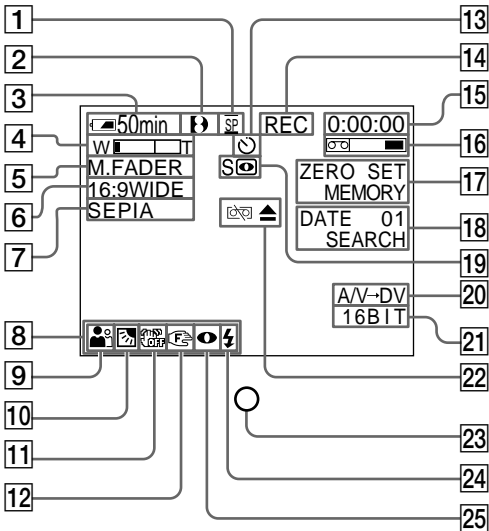 1
2
3
4
5
6
7
8
9
10
11
12
13
14
15
16
17
18
19
20
21
22
23
24
25
50min SP REC 0:00:00
W T
M.FADER S ZERO SET
16:9WIDE MEMORY
SEPIA DATE 01
SEARCH
A/V→DV
16BIT
OFF F